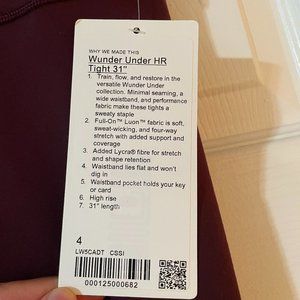 WHY WE MADE THIS
Wunder Under HR
Tight 31"
1. Train, flow, and restore in the
versatile Wunder Under
collection. Minimal seaming, a
wide waistband, and performance
fabric make these tights a
sweaty staple
2. Full-On™ Luon™ fabric is soft,
sweat-wicking, and four-way
stretch with added support and
coverage
3. Added Lycra® fibre for stretch
and shape retention
4. Waistband lies flat and won't
dig in
5. Waistband pocket holds your key
or card
6. High rise
7. 31" length
4
LW5CADT CSSI
000125000682